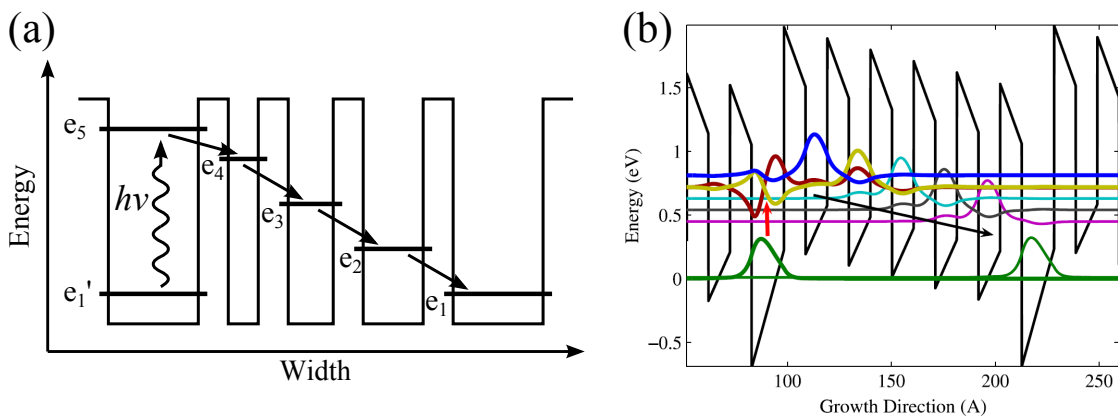 (a)
Energy
e5
e4
hν
e3
e2
e1'
e1
Width
(b)
1.5
1
0.5
0
−0.5
Energy (eV)
100
150
200
250
Growth Direction (A)